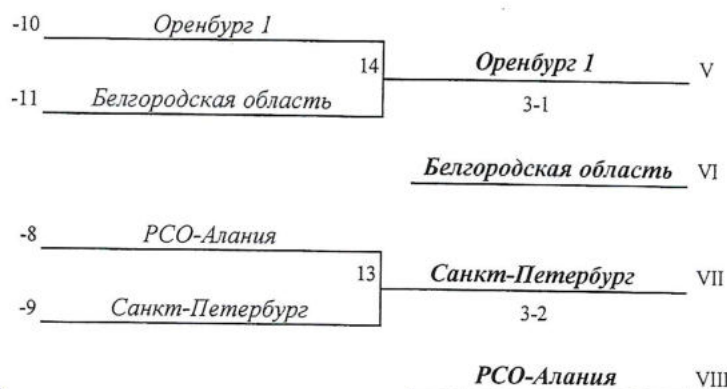 -10 Оренбург 1
14 Оренбург 1 V
-11 Белгородская область
3-1
Белгородская область VI
-8 РСО-Алания
13 Санкт-Петербург VII
-9 Санкт-Петербург
3-2
РСО-Алания VIII